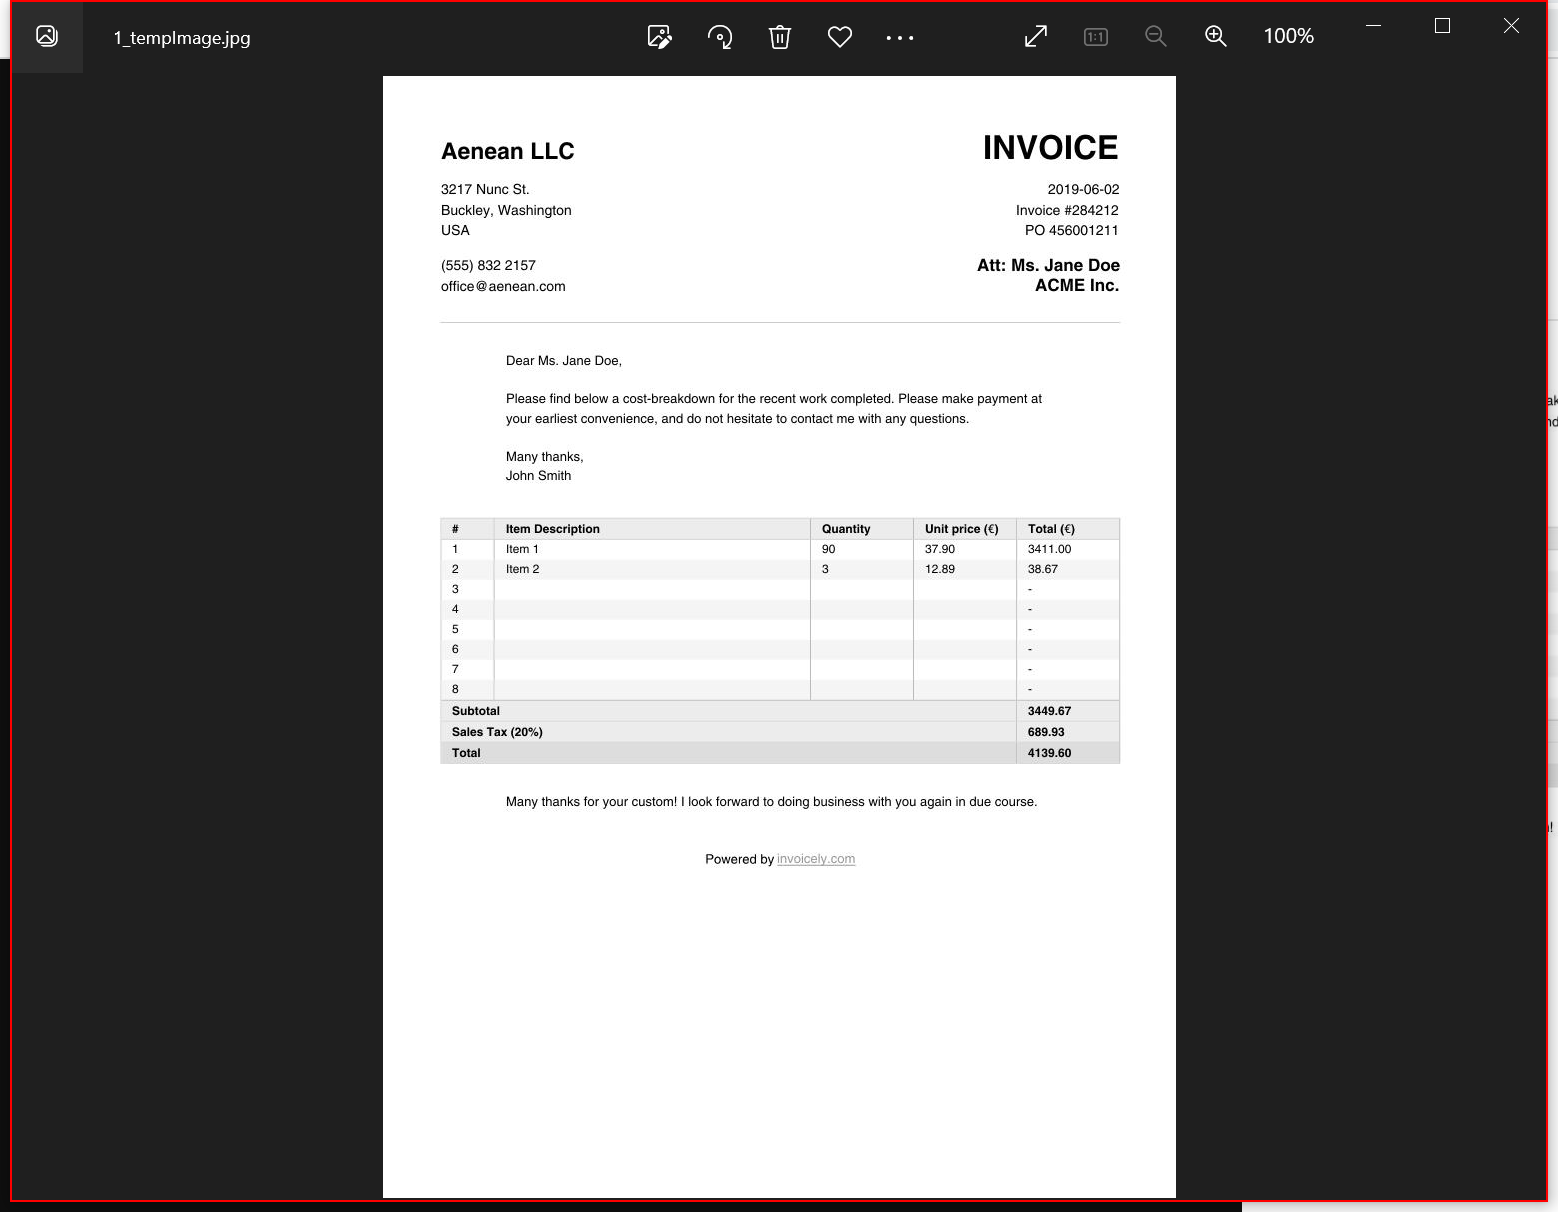 1_tempImage.jpg
1:1
100%
Aenean LLC
INVOICE
3217 Nunc St.
2019-06-02
Buckley, Washington
Invoice #284212
USA
PO 456001211
(555) 832 2157
Att: Ms. Jane Doe
office@aenean.com
ACME Inc.
Dear Ms. Jane Doe,
Please find below a cost-breakdown for the recent work completed. Please make payment at
your earliest convenience, and do not hesitate to contact me with any questions.
Many thanks,
John Smith
# Item Description Quantity Unit price (€) Total (€)
1 Item 1 90 37.90 3411.00
2 Item 2 3 12.89 38.67
3 -
4 -
5 -
6 -
7 -
8 -
Subtotal 3449.67
Sales Tax (20%) 689.93
Total 4139.60
Many thanks for your custom! I look forward to doing business with you again in due course.
Powered by invoicely.com